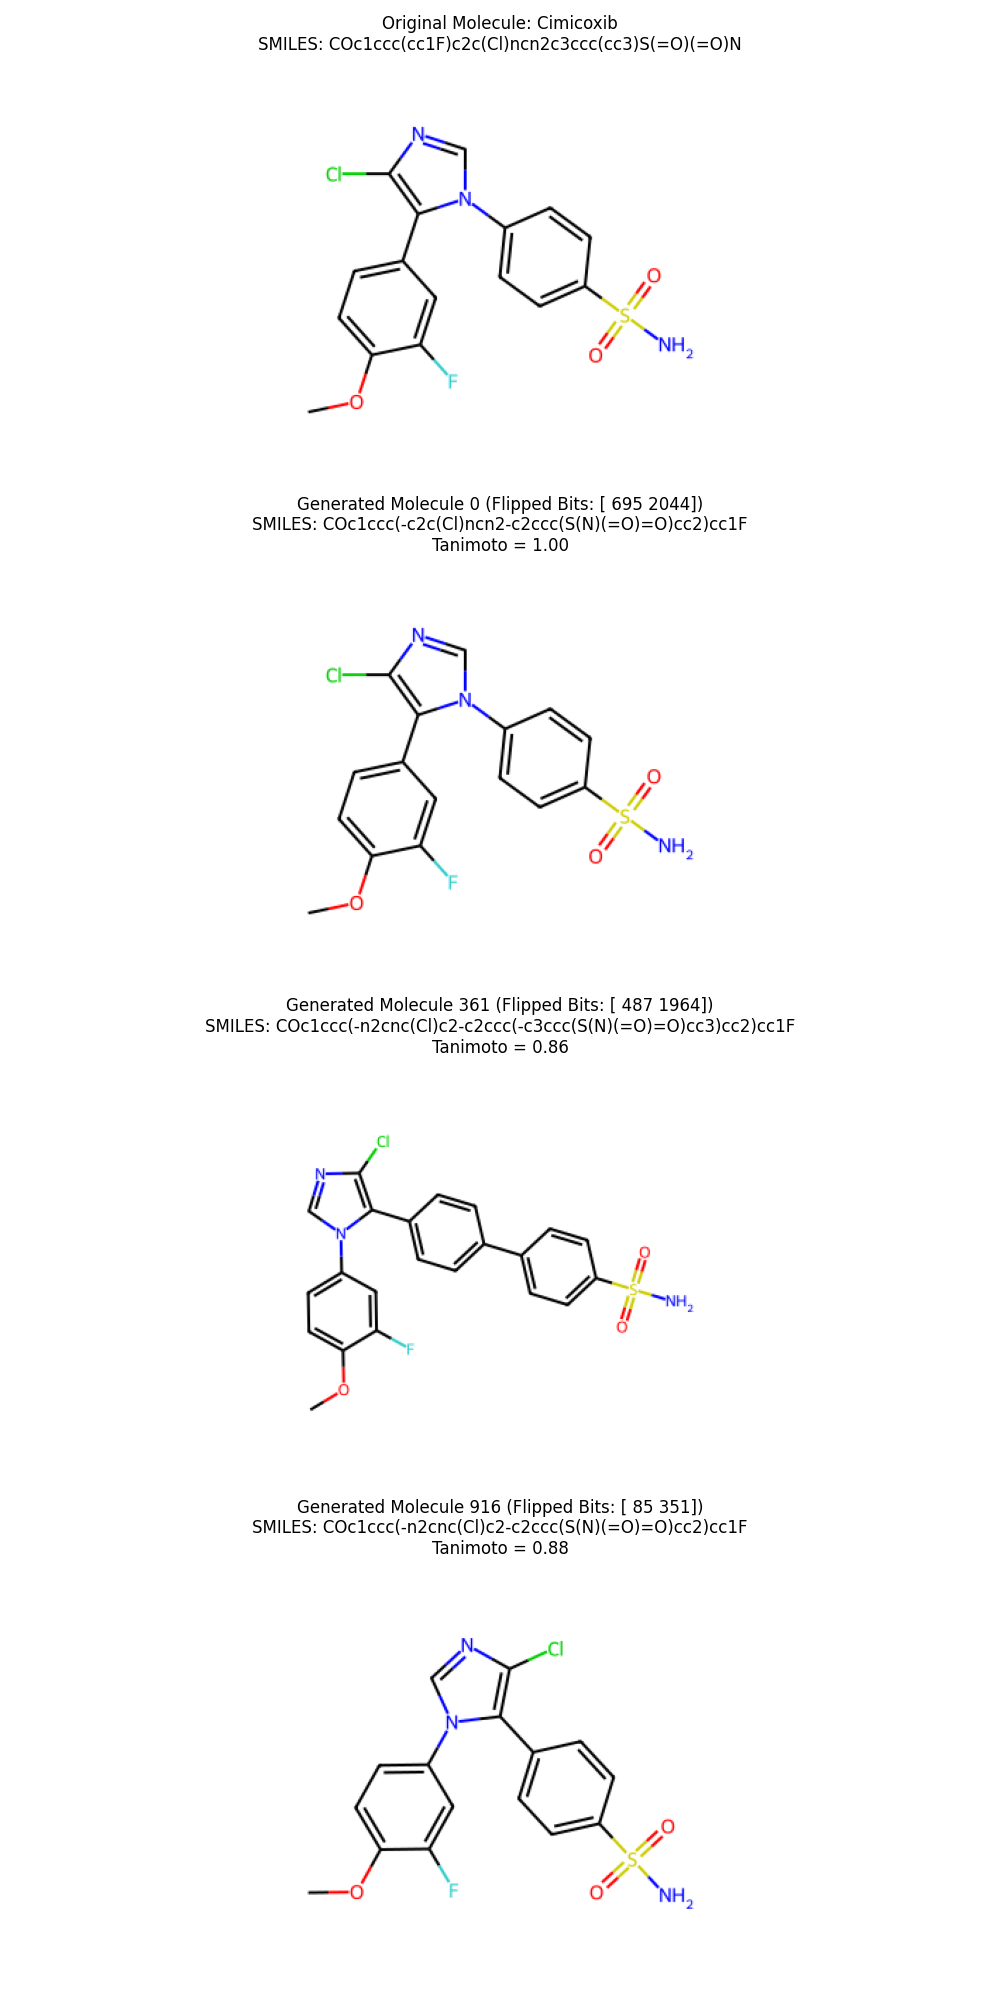 Original Molecule: Cimicoxib
SMILES: COc1ccc(cc1F)c2c(Cl)ncn2c3ccc(cc3)S(=O)(=O)N
N
Cl
N
O
S
O
NH2
F
O
Generated Molecule 0 (Flipped Bits: [ 695 2044])
SMILES: COc1ccc(-c2c(Cl)ncn2-c2ccc(S(N)(=O)=O)cc2)cc1F
Tanimoto = 1.00
N
Cl
N
O
S
O
NH2
F
O
Generated Molecule 361 (Flipped Bits: [ 487 1964])
SMILES: COc1ccc(-n2cnc(Cl)c2-c2ccc(-c3ccc(S(N)(=O)=O)cc3)cc2)cc1F
Tanimoto = 0.86
Cl
N
N
O
S
NH2
O
F
O
Generated Molecule 916 (Flipped Bits: [ 85 351])
SMILES: COc1ccc(-n2cnc(Cl)c2-c2ccc(S(N)(=O)=O)cc2)cc1F
Tanimoto = 0.88
N
Cl
N
O
S
O
F
NH2
O